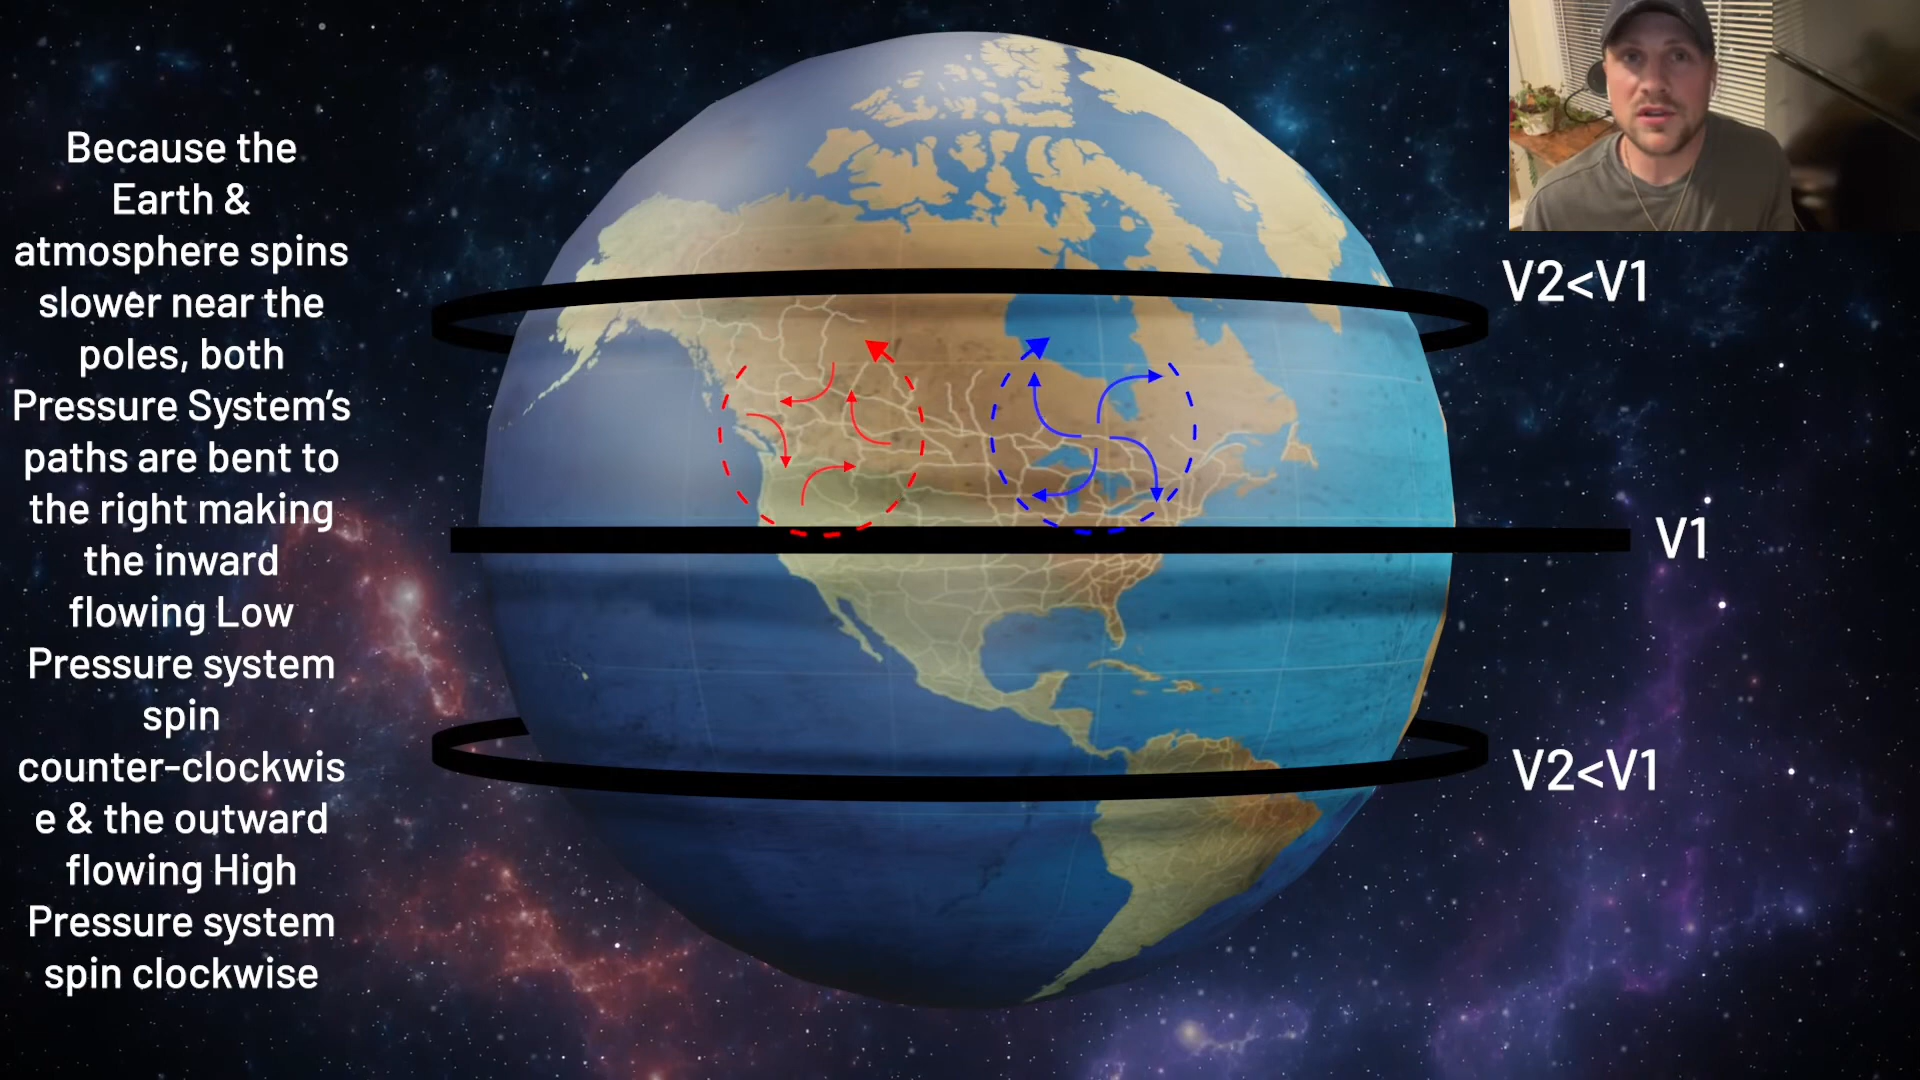 Because the
Earth &
atmosphere spins
slower near the
poles, both
Pressure System's
paths are bent to
the right making
the inward
flowing Low
Pressure system
spin
counter-clockwis
e & the outward
flowing High
Pressure system
spin clockwise
V2<V1
V1
V2<V1